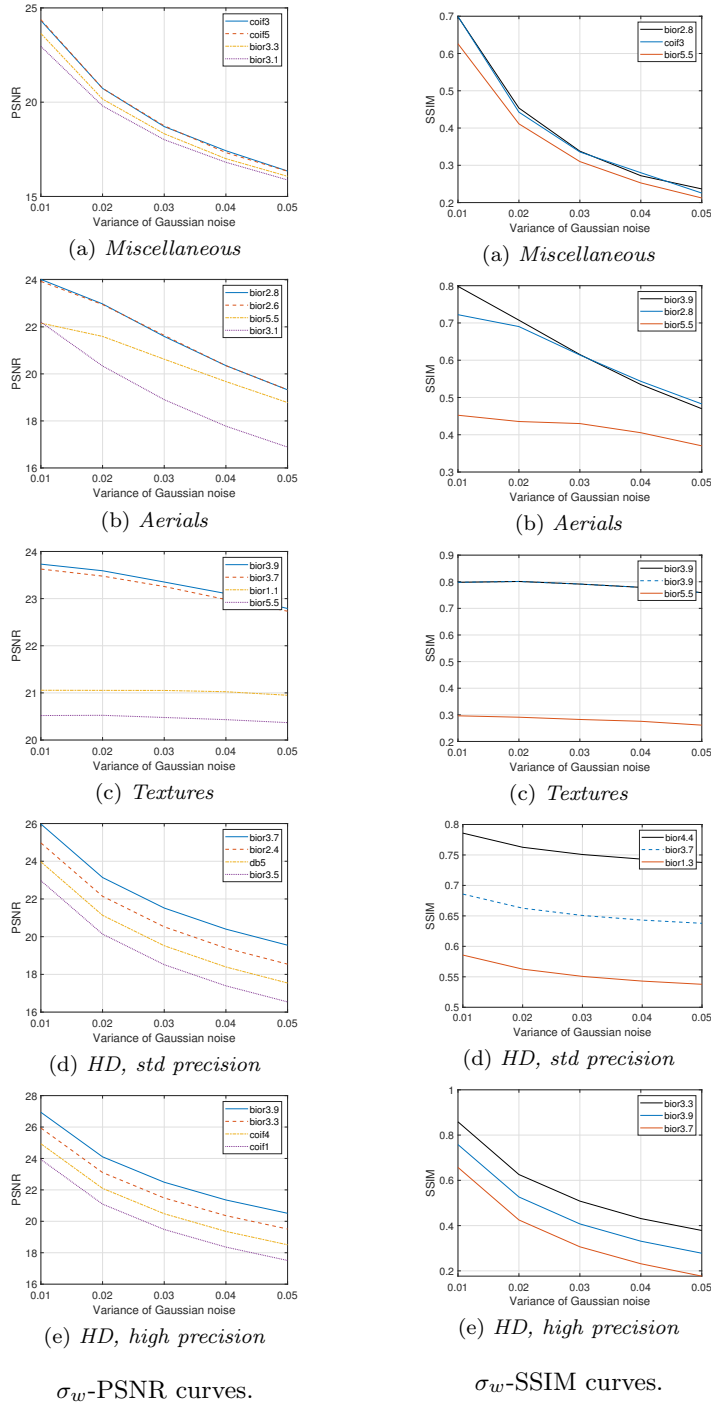 25
20
15
PSNR
0.01 0.02 0.03 0.04 0.05
Variance of Gaussian noise
coif3
coif5
bior3.3
bior3.1
(a) Miscellaneous
24
22
20
18
16
PSNR
0.01 0.02 0.03 0.04 0.05
Variance of Gaussian noise
bior2.8
bior2.6
bior5.5
bior3.1
(b) Aerials
24
23
22
21
20
PSNR
0.01 0.02 0.03 0.04 0.05
Variance of Gaussian noise
bior3.9
bior3.7
bior1.1
bior5.5
(c) Textures
26
24
22
20
18
16
PSNR
0.01 0.02 0.03 0.04 0.05
Variance of Gaussian noise
bior3.7
bior2.4
db5
bior3.5
(d) HD, std precision
28
26
24
22
20
18
16
PSNR
0.01 0.02 0.03 0.04 0.05
Variance of Gaussian noise
bior3.9
bior3.3
coif4
coif1
(e) HD, high precision
σw-PSNR curves.
0.7
0.6
0.5
0.4
0.3
0.2
SSIM
0.01 0.02 0.03 0.04 0.05
Variance of Gaussian noise
bior2.8
coif3
bior5.5
(a) Miscellaneous
0.8
0.7
0.6
0.5
0.4
0.3
SSIM
0.01 0.02 0.03 0.04 0.05
Variance of Gaussian noise
bior3.9
bior2.8
bior5.5
(b) Aerials
0.9
0.8
0.7
0.6
0.5
0.4
0.3
0.2
SSIM
0.01 0.02 0.03 0.04 0.05
Variance of Gaussian noise
bior3.9
bior3.9
bior5.5
(c) Textures
0.8
0.75
0.7
0.65
0.6
0.55
0.5
SSIM
0.01 0.02 0.03 0.04 0.05
Variance of Gaussian noise
bior4.4
bior3.7
bior1.3
(d) HD, std precision
1
0.8
0.6
0.4
0.2
SSIM
0.01 0.02 0.03 0.04 0.05
Variance of Gaussian noise
bior3.3
bior3.9
bior3.7
(e) HD, high precision
σw-SSIM curves.